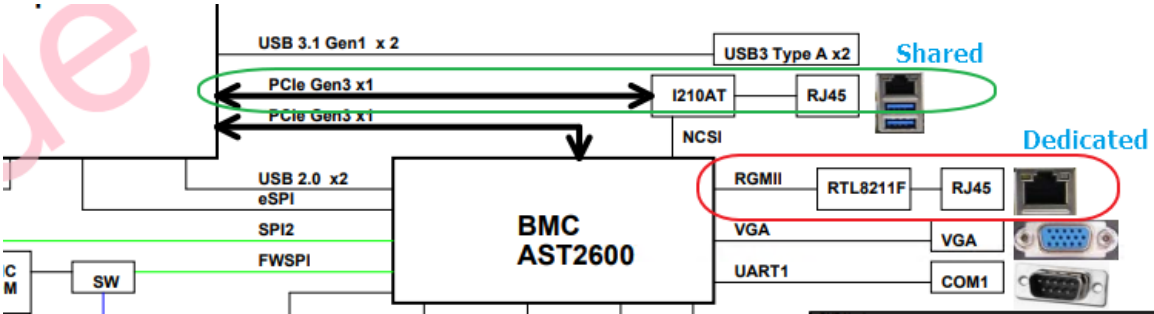 USB 3.1 Gen1 x 2
USB3 Type A x2
Shared
PCIe Gen3 x1
I210AT
RJ45
PCIe Gen3 x1
NCSI
Dedicated
USB 2.0 x2
RGMII
RTL8211F
RJ45
eSPI
SPI2
BMC
AST2600
VGA
VGA
FWSPI
UART1
COM1
SW